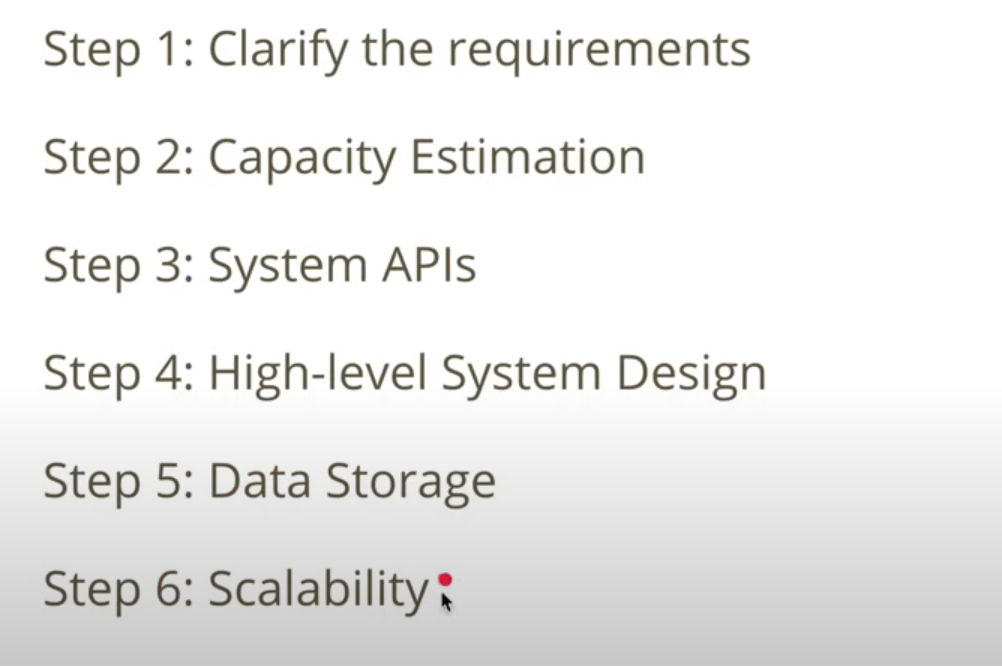 Step 1: Clarify the requirements
Step 2: Capacity Estimation
Step 3: System APIs
Step 4: High-level System Design
Step 5: Data Storage
Step 6: Scalability